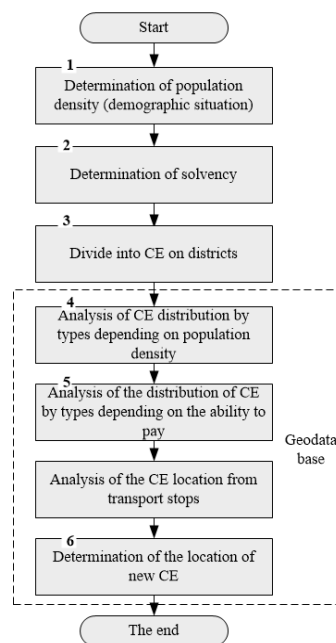 Start
1
Determination of population
density (demographic situation)
2
Determination of solvency
3
Divide into CE on districts
4
Analysis of CE distribution by
types depending on population
density
5
Analysis of the distribution of CE
by types depending on the ability to
pay
Geodata
base
Analysis of the CE location from
transport stops
6
Determination of the location of
new CE
The end